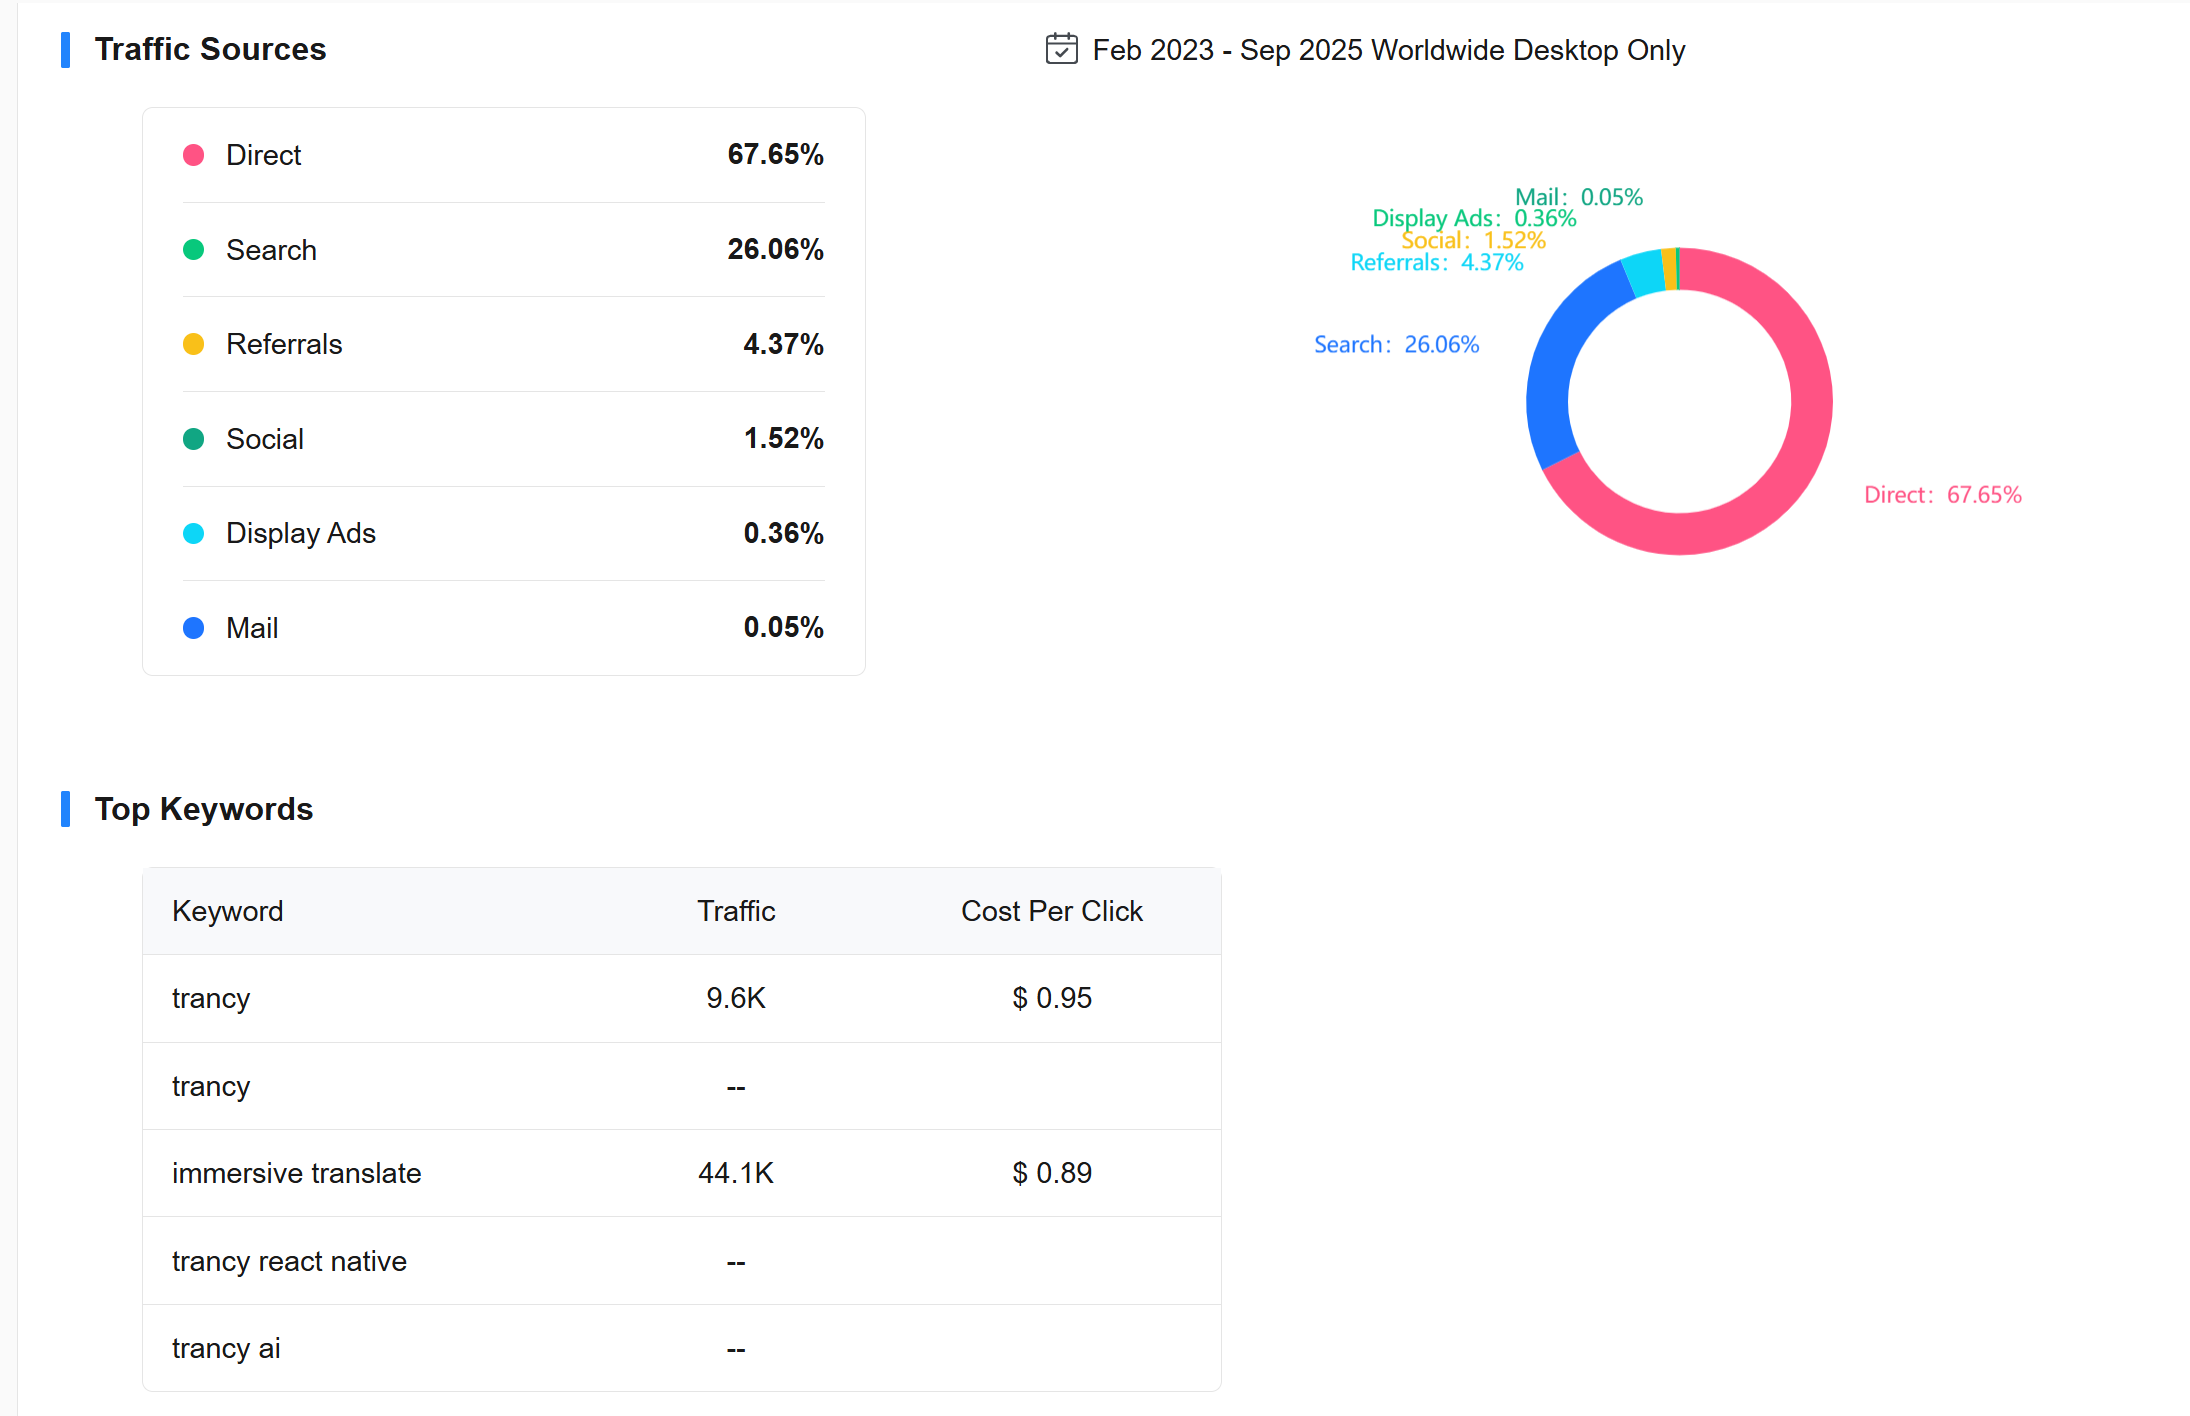 Traffic Sources
Feb 2023 - Sep 2025 Worldwide Desktop Only
Direct 67.65%
Search 26.06%
Referrals 4.37%
Social 1.52%
Display Ads 0.36%
Mail 0.05%
Mail: 0.05%
Display Ads: 0.36%
Social: 1.52%
Referrals: 4.37%
Search: 26.06%
Direct: 67.65%
Top Keywords
Keyword Traffic Cost Per Click
trancy 9.6K $ 0.95
trancy --
immersive translate 44.1K $ 0.89
trancy react native --
trancy ai --